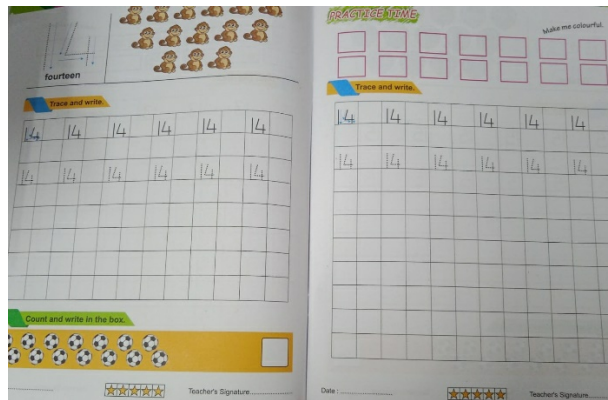 14
fourteen
Trace and write.
14 14 14 14 14 14
14 14 14 14 14 14
Count and write in the box.
Teacher's Signature
PRACTICE TIME
Make me colourful.
Trace and write.
14 14 14 14 14 14
14 14 14 14 14 14
Date :
Teacher's Signature